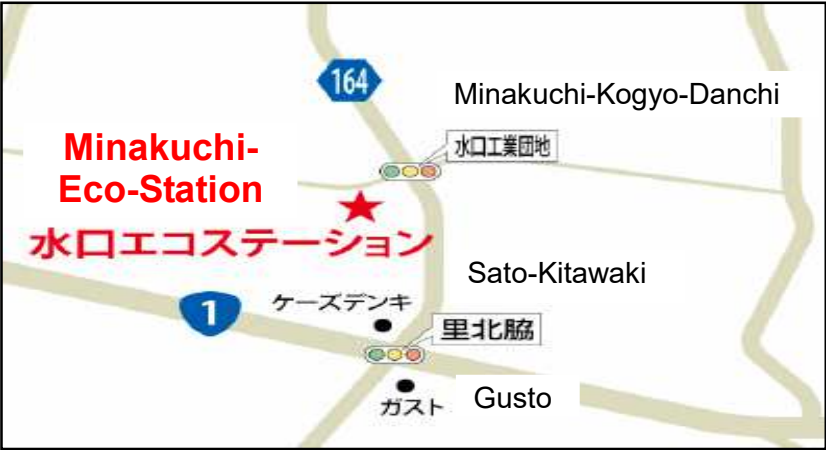 164
Minakuchi-Kogyo-Danchi
水口工業団地
Minakuchi-
Eco-Station
水口エコステーション
Sato-Kitawaki
1
ケーズデンキ
里北脇
ガスト
Gusto